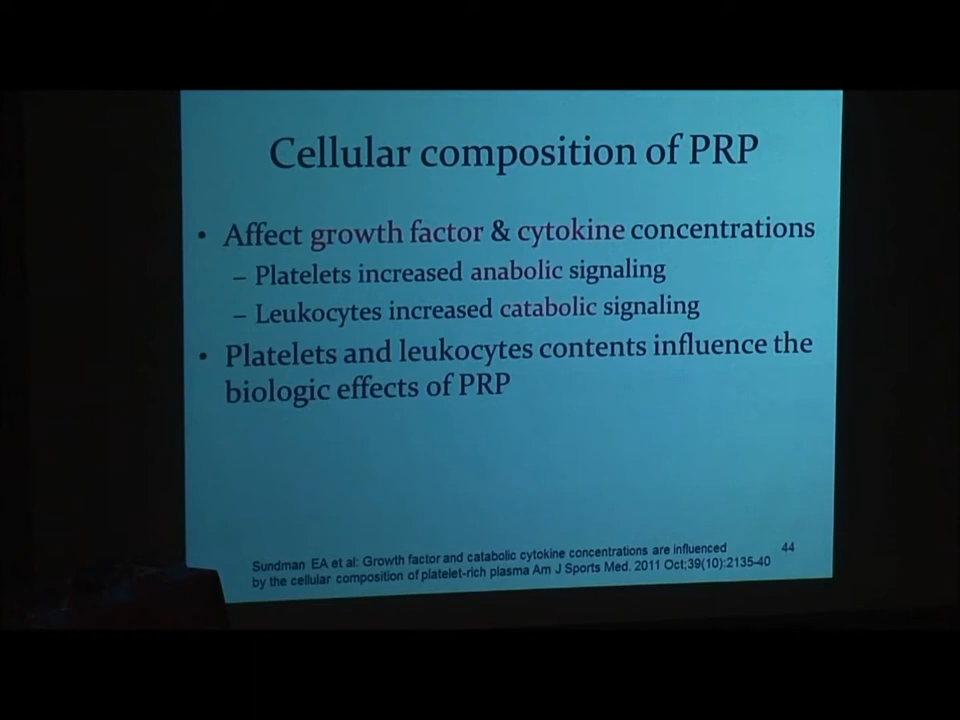 Cellular composition of PRP
• Affect growth factor & cytokine concentrations
– Platelets increased anabolic signaling
– Leukocytes increased catabolic signaling
• Platelets and leukocytes contents influence the
biologic effects of PRP
Sundman EA et al: Growth factor and catabolic cytokine concentrations are influenced
by the cellular composition of platelet-rich plasma Am J Sports Med. 2011 Oct;39(10):2135-40
44